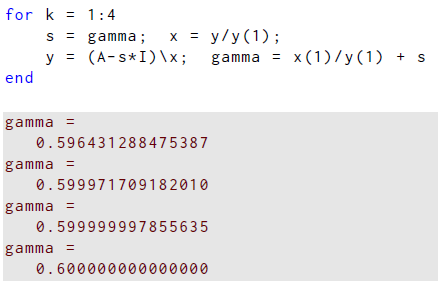 for k = 1:4
    s = gamma;  x = y/y(1);
    y = (A-s*I)\x;  gamma = x(1)/y(1) + s
end
gamma =
   0.596431288475387
gamma =
   0.599971709182010
gamma =
   0.599999997855635
gamma =
   0.600000000000000